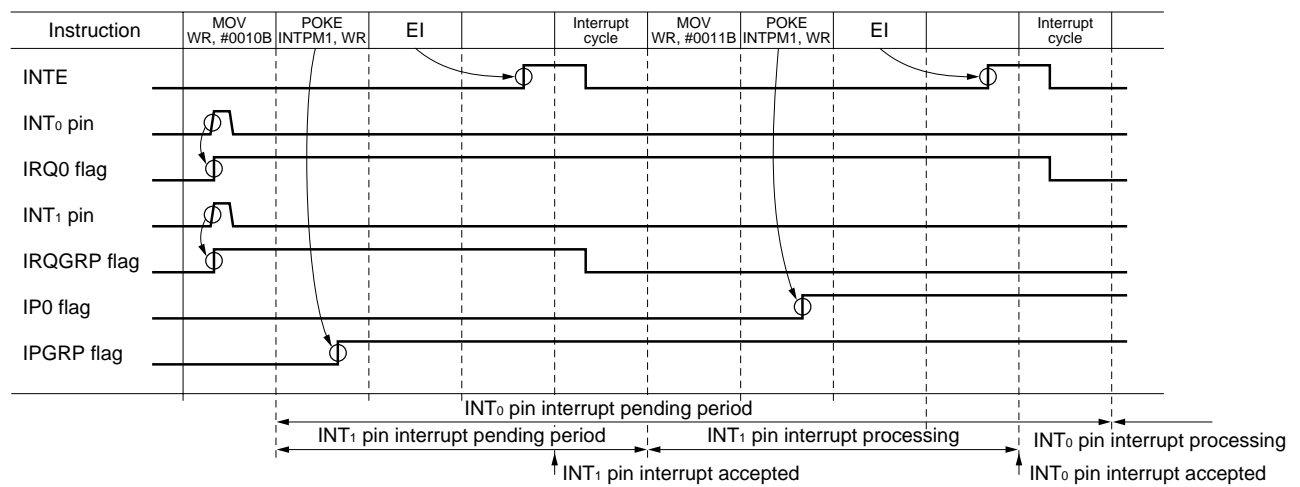 Instruction
MOV
WR, #0010B
POKE
INTPM1, WR
EI
Interrupt
cycle
MOV
WR, #0011B
POKE
INTPM1, WR
EI
Interrupt
cycle
INTE
INT₀ pin
IRQ0 flag
INT₁ pin
IRQGRP flag
IP0 flag
IPGRP flag
INT₀ pin interrupt pending period
INT₁ pin interrupt pending period
INT₁ pin interrupt processing
INT₀ pin interrupt processing
INT₁ pin interrupt accepted
INT₀ pin interrupt accepted